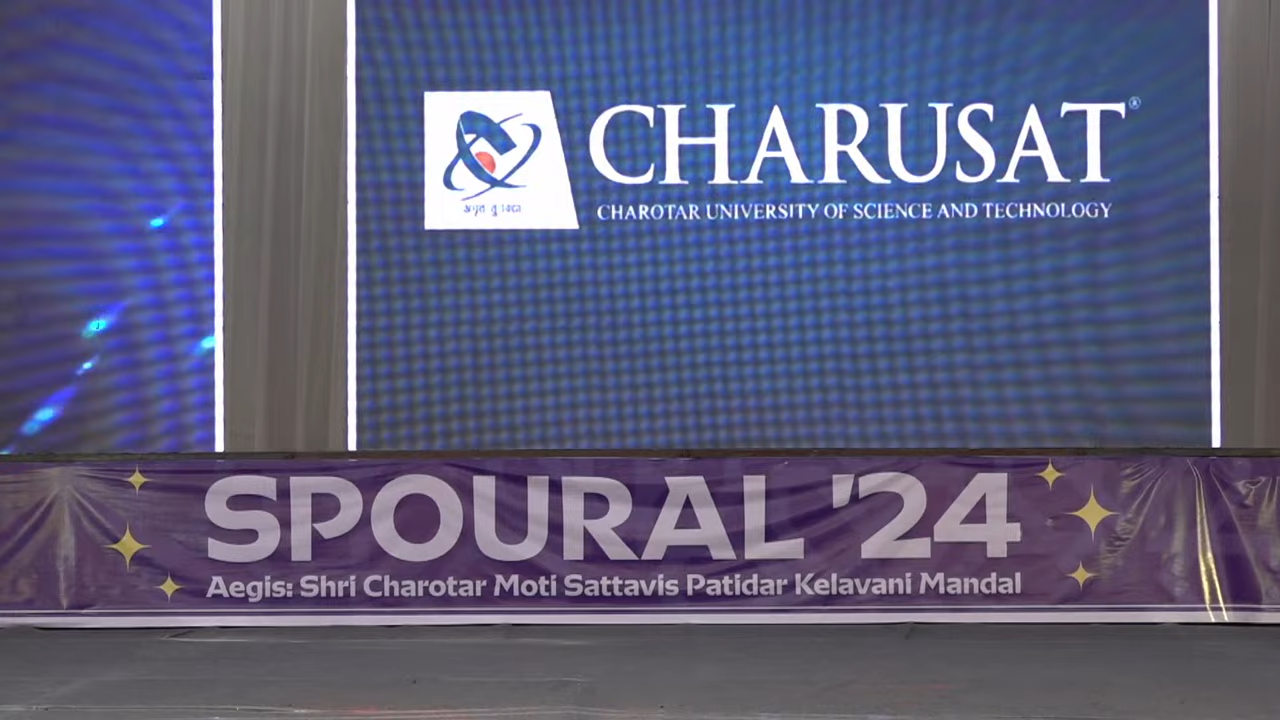 CHARUSAT®
CHAROTAR UNIVERSITY OF SCIENCE AND TECHNOLOGY
SPOURAL '24
Aegis: Shri Charotar Moti Sattavis Patidar Kelavani Mandal